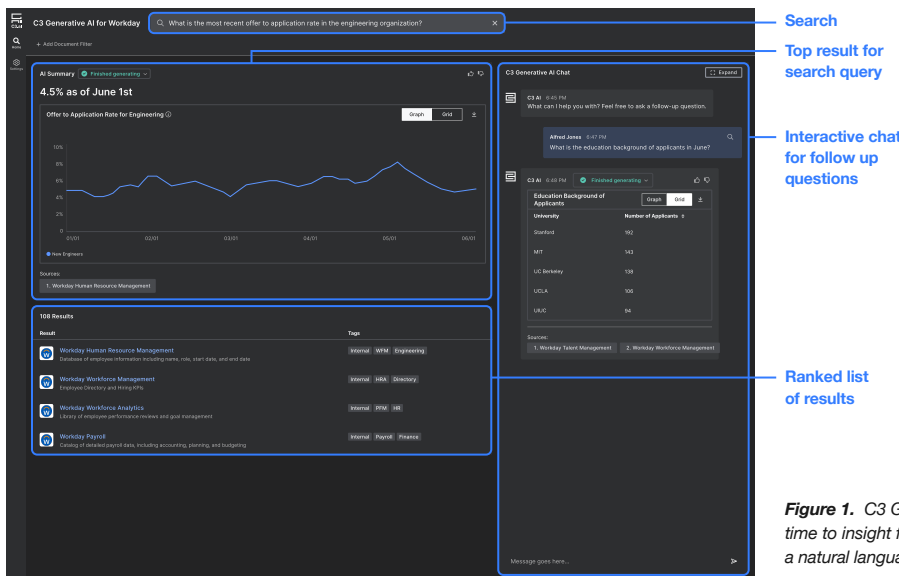 C3.ai
C3 Generative AI for Workday
What is the most recent offer to application rate in the engineering organization?
Search
Home
+ Add Document Filter
Settings
Top result for
search query
AI Summary Finished generating
4.5% as of June 1st
Offer to Application Rate for Engineering
Graph Grid
10%
8%
6%
4%
2%
0
01/01 02/01 03/01 04/01 05/01 06/01
New Engineers
Sources:
1. Workday Human Resource Management
108 Results
Result Tags
Workday Human Resource Management
Database of employee information including name, role, start date, and end date
Internal WFM Engineering
Workday Workforce Management
Employee Directory and Hiring KPIs
Internal HRA Directory
Workday Workforce Analytics
Library of employee performance reviews and goal management
Internal PFM HR
Workday Payroll
Catalog of detailed payroll data, including accounting, planning, and budgeting
Internal Payroll Finance
C3 Generative AI Chat
Expand
C3 AI 6:45 PM
What can I help you with? Feel free to ask a follow-up question.
Alfred Jones 6:47 PM
What is the education background of applicants in June?
Interactive chat
for follow up
questions
C3 AI 6:48 PM Finished generating
Education Background of
Applicants
Graph Grid
University Number of Applicants
Stanford 192
MIT 143
UC Berkeley 138
UCLA 106
UIUC 94
Sources:
1. Workday Talent Management 2. Workday Workforce Management
Ranked list
of results
Message goes here...
Figure 1. C3 G
time to insight f
a natural langua